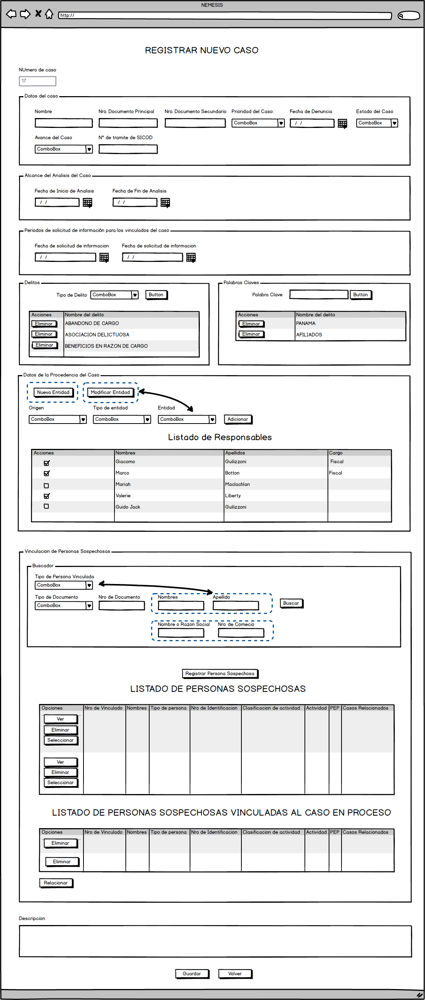 NEMESIS
http://
REGISTRAR NUEVO CASO
NUmero de caso
17
Datos del caso
Nombre Nro. Documento Principal Nro. Documento Secundario Prioridad del Caso: Fecha de Denuncia Estado del Caso
ComboBox / / ComboBox
Avance del Caso N° de tramite de SICOD
ComboBox
Alcance del Analisis del Caso
Fecha de Inicio de Analisis Fecha de Fin de Analisis
/ / / /
Periodos de solicitud de información para los vinculados del caso
Fecha de solicitud de informacion Fecha de solicitud de informacion
/ / / /
Delitos
Tipo de Delito ComboBox Button
Acciones Nombre del delito
Eliminar ABANDONO DE CARGO
Eliminar ASOCIACION DELICTUOSA
Eliminar BENEFICIOS EN RAZON DE CARGO
Palabras Claves
Palabra Clave Button
Acciones Nombre del delito
Eliminar PANAMA
Eliminar AFILIADOS
Datos de la Procedencia del Caso
Nueva Entidad Modificar Entidad
Origen Tipo de entidad Entidad
ComboBox ComboBox ComboBox Adicionar
Listado de Responsables
Acciones Nombres Apellidos Cargo
Giacomo Guilizzoni Fiscal
Marco Botton Fiscal
Mariah Maclachlan
Valerie Liberty
Guido Jack Guilizzoni
Vinculacion de Personas Sospechosas
Buscador
Tipo de Persona Vinculada
ComboBox
Tipo de Documento Nro de Documento Nombres Apellido
ComboBox Buscar
Nombre o Razon Social Nro. de Comecio
Registrar Persona Sospechosa
LISTADO DE PERSONAS SOSPECHOSAS
Opciones Nro de Vinculado Nombres Tipo de persona Nro de Identificacion Clasificacion de actividad Actividad PEP Casos Relacionados
Ver
Eliminar
Seleccionar
Ver
Eliminar
Seleccionar
LISTADO DE PERSONAS SOSPECHOSAS VINCULADAS AL CASO EN PROCESO
Opciones Nro de Vinculado Nombres Tipo de persona Nro de Identificacion Clasificacion de actividad Actividad PEP Casos Relacionados
Eliminar
Eliminar
Relacionar
Descripcion
Guardar Volver